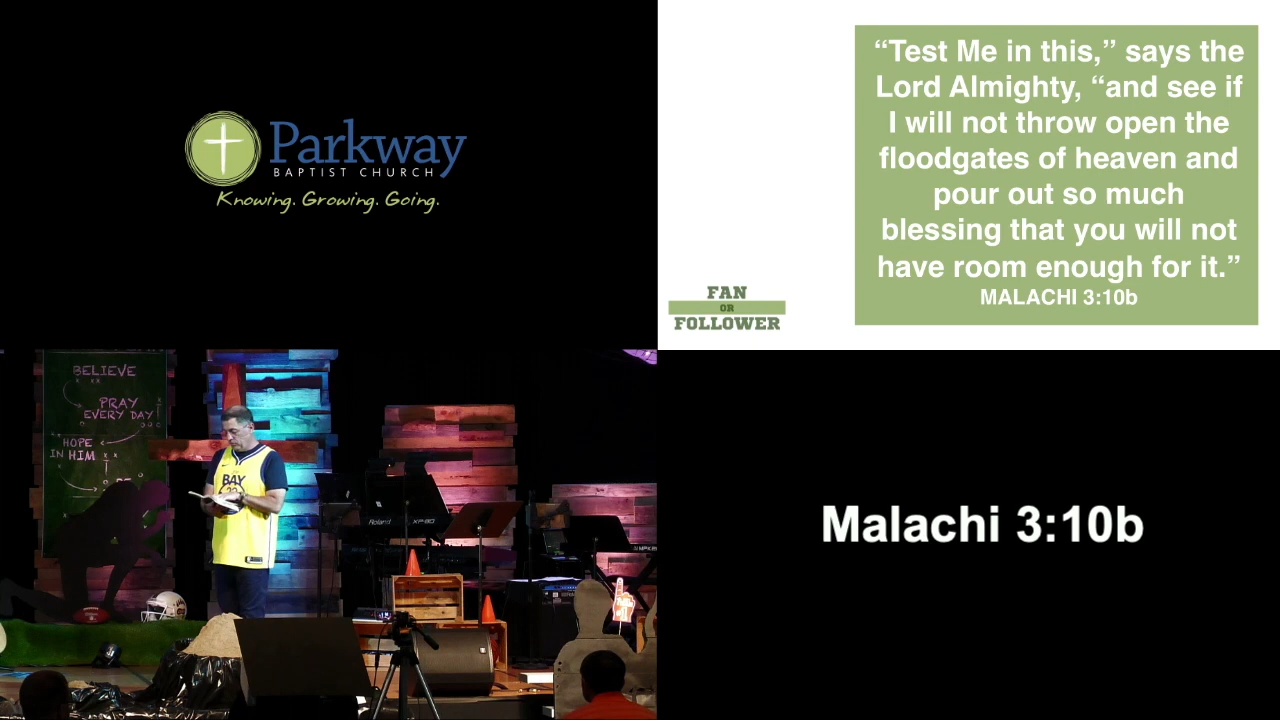 Parkway
BAPTIST CHURCH
Knowing. Growing. Going.
“Test Me in this,” says the
Lord Almighty, “and see if
I will not throw open the
floodgates of heaven and
pour out so much
blessing that you will not
have room enough for it.”
MALACHI 3:10b
FAN
OR
FOLLOWER
BELIEVE
PRAY
EVERY DAY
HOPE
IN HIM
BAY
Roland XP-80
Malachi 3:10b